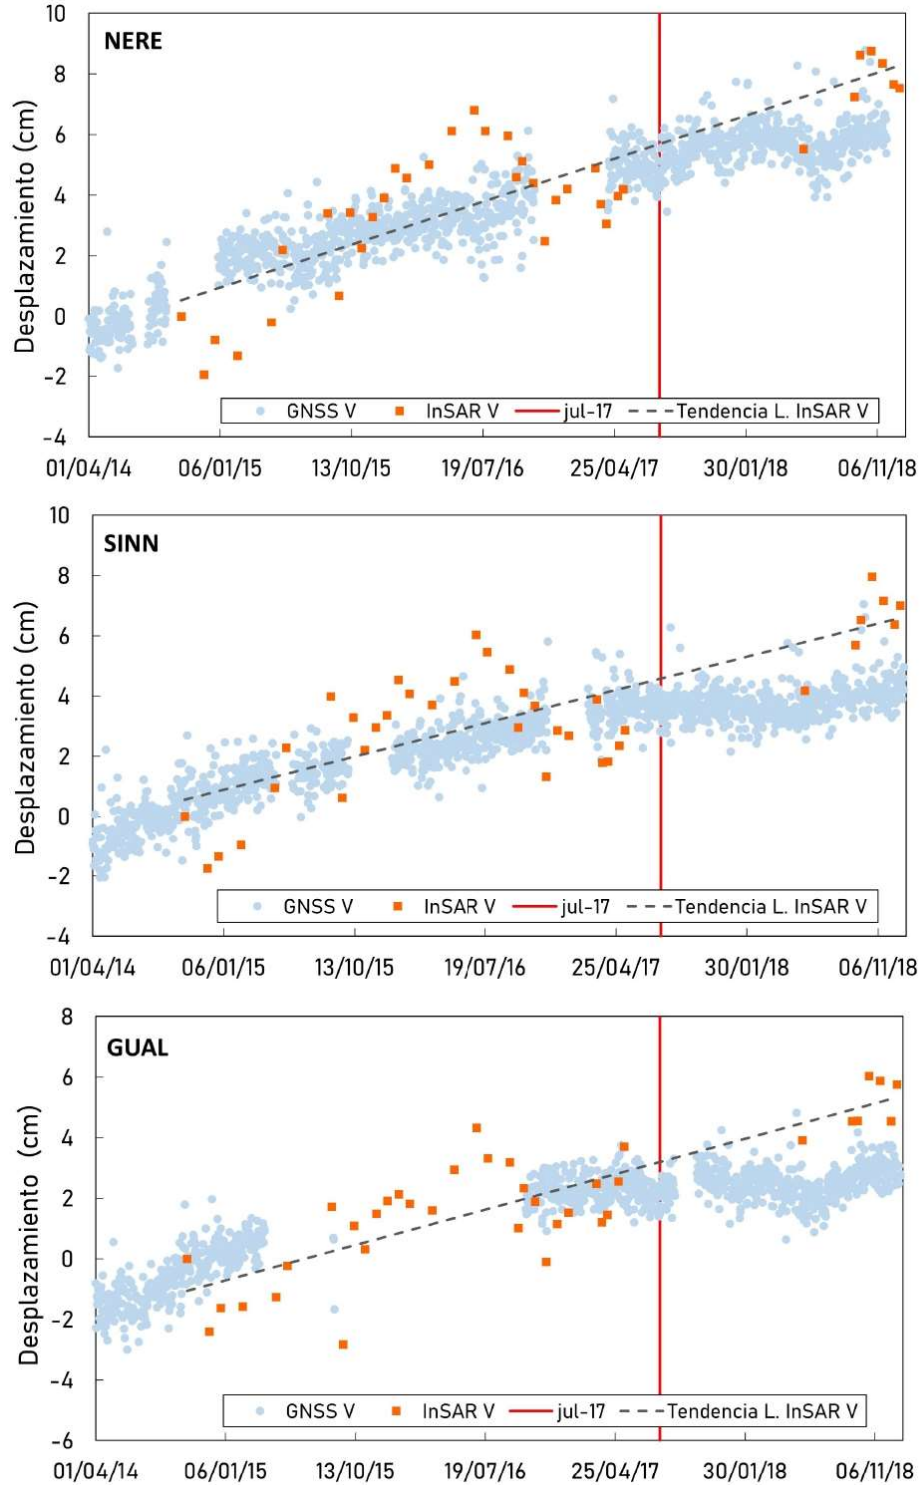 NERE
Desplazamiento (cm)
10
8
6
4
2
0
-2
-4
GNSS V InSAR V jul-17 Tendencia L. InSAR V
01/04/14 06/01/15 13/10/15 19/07/16 25/04/17 30/01/18 06/11/18
SINN
Desplazamiento (cm)
10
8
6
4
2
0
-2
-4
GNSS V InSAR V jul-17 Tendencia L. InSAR V
01/04/14 06/01/15 13/10/15 19/07/16 25/04/17 30/01/18 06/11/18
GUAL
Desplazamiento (cm)
8
6
4
2
0
-2
-4
-6
GNSS V InSAR V jul-17 Tendencia L. InSAR V
01/04/14 06/01/15 13/10/15 19/07/16 25/04/17 30/01/18 06/11/18